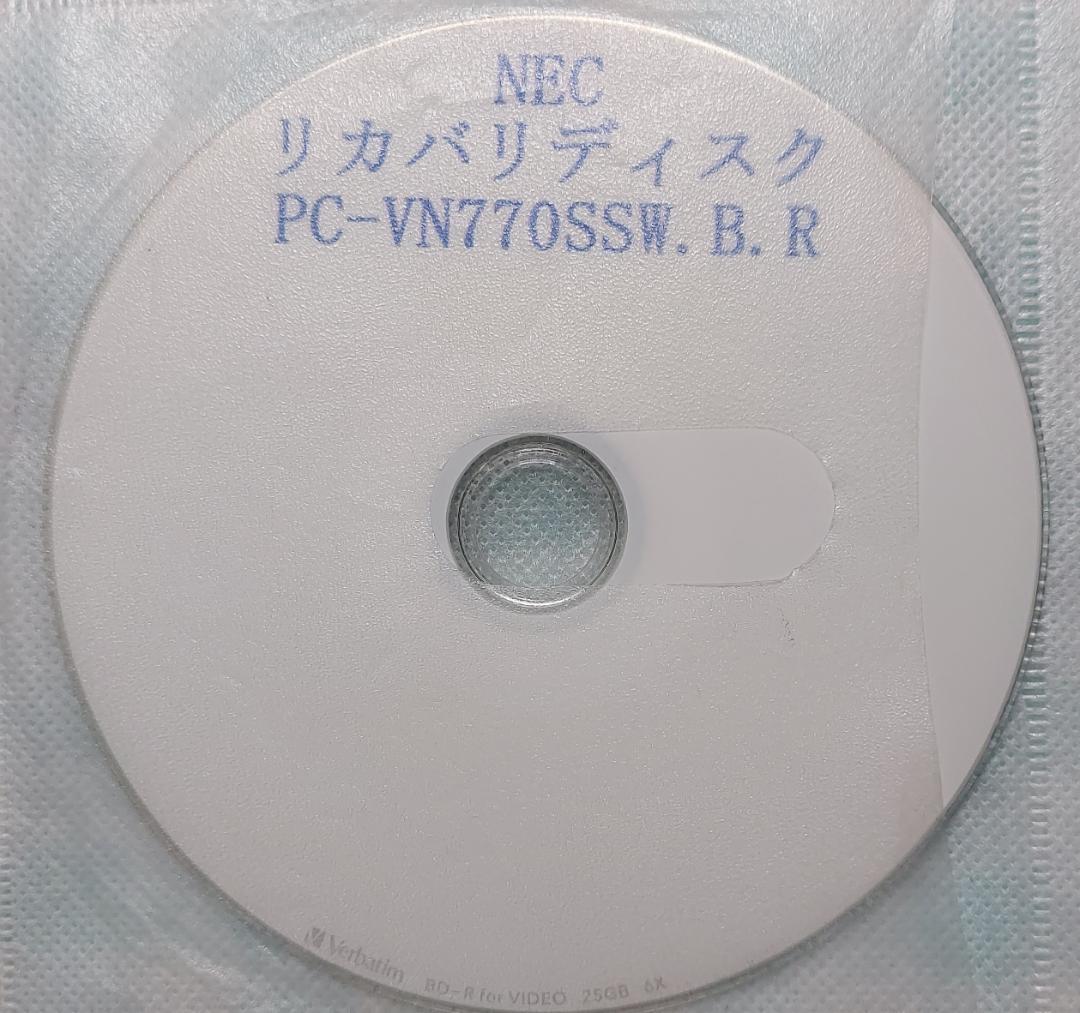 NEC
リカバリディスク
PC-VN770SSW.B.R
Verbatim BD-R for VIDEO 25GB 6X